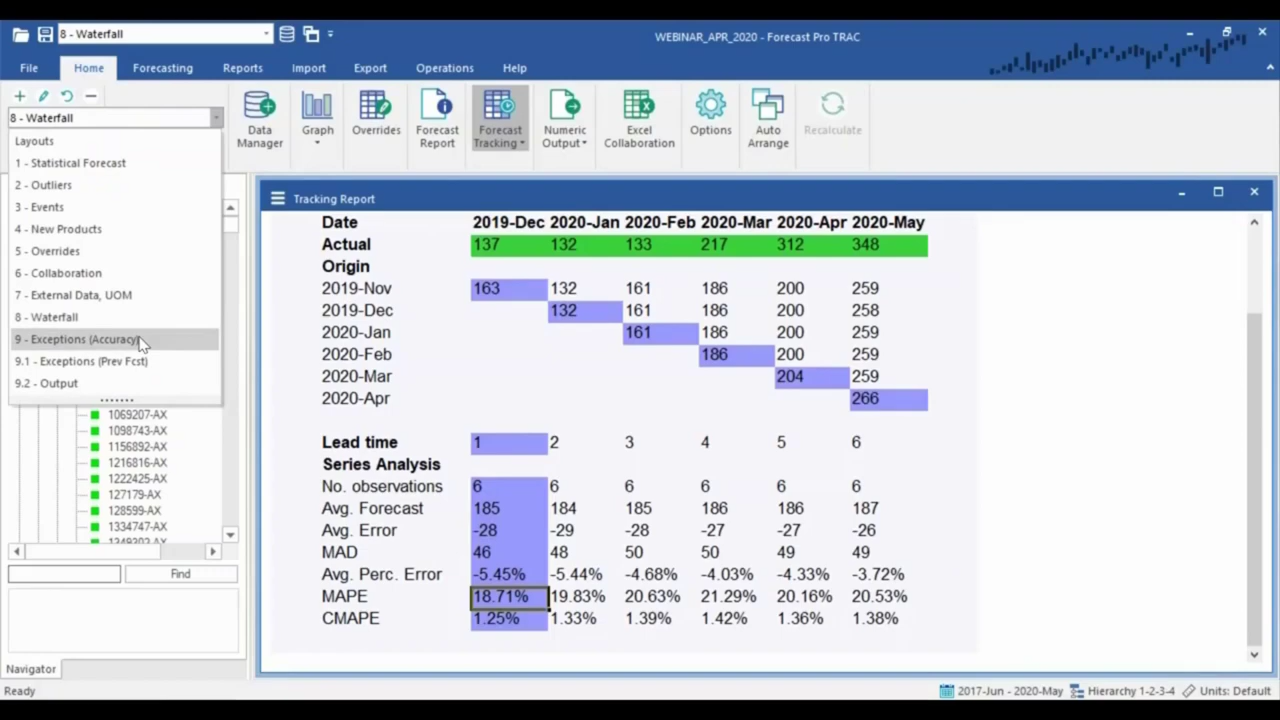 8 - Waterfall
WEBINAR_APR_2020 - Forecast Pro TRAC
File Home Forecasting Reports Import Export Operations Help
8 - Waterfall
Data Manager
Graph
Overrides
Forecast Report
Forecast Tracking
Numeric Output
Excel Collaboration
Options
Auto Arrange
Recalculate
Layouts
1 - Statistical Forecast
2 - Outliers
3 - Events
4 - New Products
5 - Overrides
6 - Collaboration
7 - External Data, UOM
8 - Waterfall
9 - Exceptions (Accuracy)
9.1 - Exceptions (Prev Fcst)
9.2 - Output
1069207-AX
1098743-AX
1156892-AX
1216816-AX
1222425-AX
127179-AX
128599-AX
1334747-AX
1349302-AX
Find
Navigator
Tracking Report
Date 2019-Dec 2020-Jan 2020-Feb 2020-Mar 2020-Apr 2020-May
Actual 137 132 133 217 312 348
Origin
2019-Nov 163 132 161 186 200 259
2019-Dec 132 161 186 200 258
2020-Jan 161 186 200 259
2020-Feb 186 200 259
2020-Mar 204 259
2020-Apr 266
Lead time 1 2 3 4 5 6
Series Analysis
No. observations 6 6 6 6 6 6
Avg. Forecast 185 184 185 186 186 187
Avg. Error -28 -29 -28 -27 -27 -26
MAD 46 48 50 50 49 49
Avg. Perc. Error -5.45% -5.44% -4.68% -4.03% -4.33% -3.72%
MAPE 18.71% 19.83% 20.63% 21.29% 20.16% 20.53%
CMAPE 1.25% 1.33% 1.39% 1.42% 1.36% 1.38%
Ready 2017-Jun - 2020-May Hierarchy 1-2-3-4 Units: Default